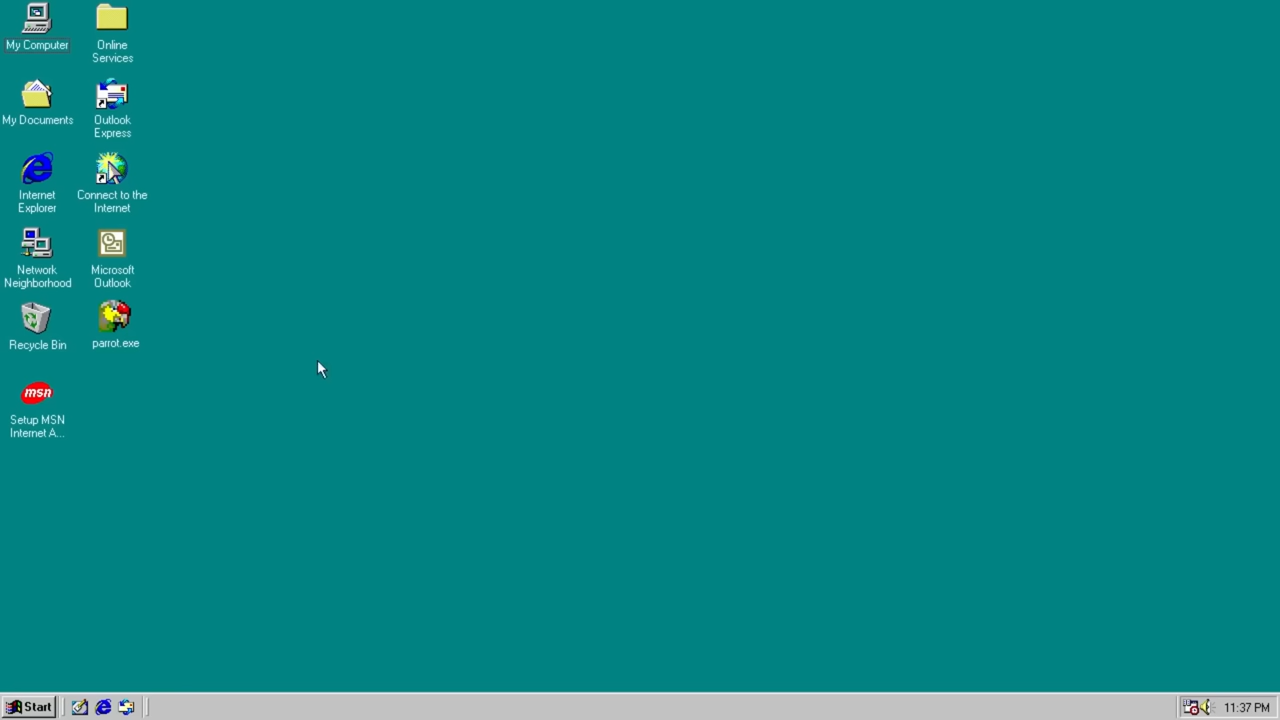 My Computer
Online
Services
My Documents
Outlook
Express
Internet
Explorer
Connect to the
Internet
Network
Neighborhood
Microsoft
Outlook
Recycle Bin
parrot.exe
msn
Setup MSN
Internet A...
Start
11:37 PM